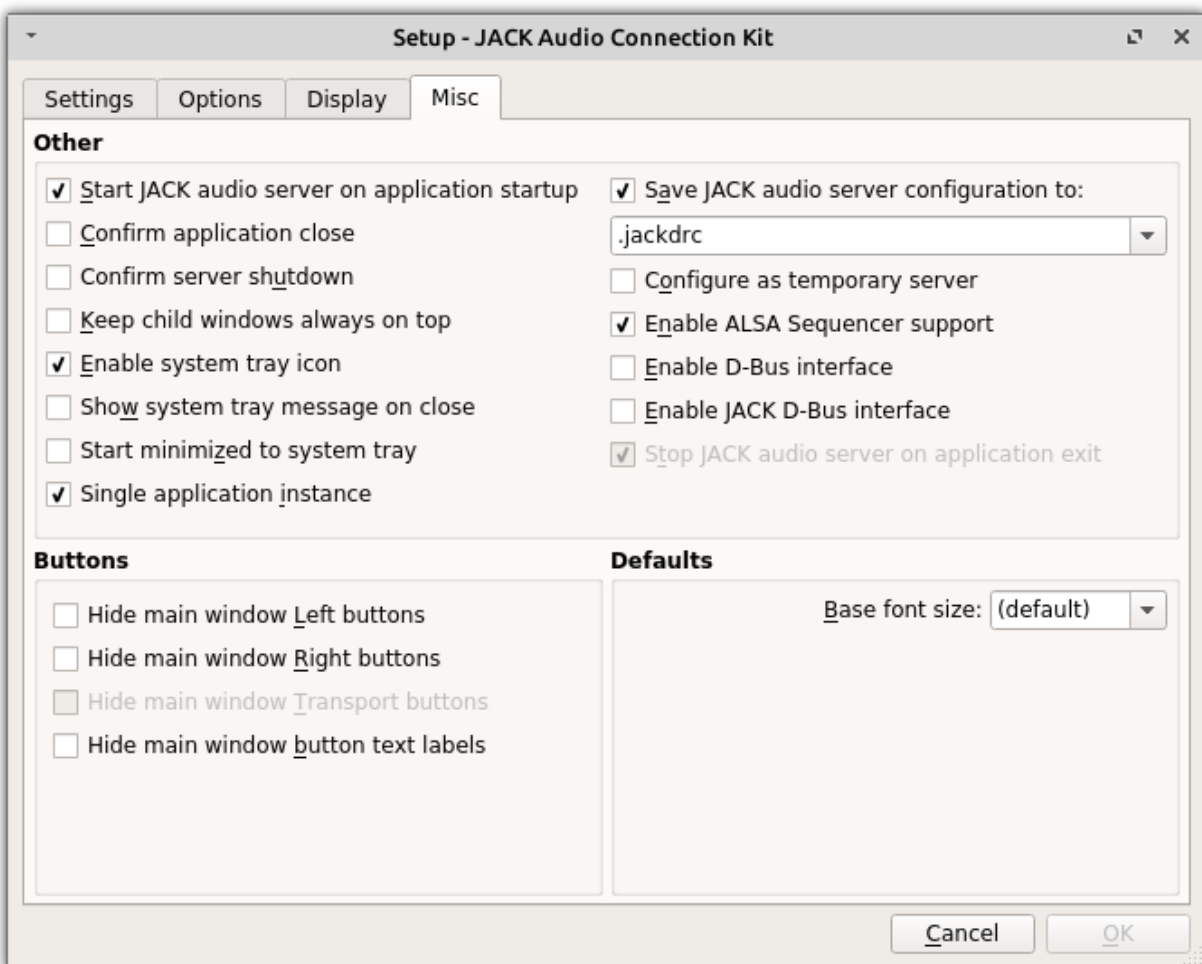 Setup - JACK Audio Connection Kit
Settings
Options
Display
Misc
Other
Start JACK audio server on application startup
Confirm application close
Confirm server shutdown
Keep child windows always on top
Enable system tray icon
Show system tray message on close
Start minimized to system tray
Single application instance
Save JACK audio server configuration to:
.jackdrc
Configure as temporary server
Enable ALSA Sequencer support
Enable D-Bus interface
Enable JACK D-Bus interface
Stop JACK audio server on application exit
Buttons
Hide main window Left buttons
Hide main window Right buttons
Hide main window Transport buttons
Hide main window button text labels
Defaults
Base font size: (default)
Cancel
OK